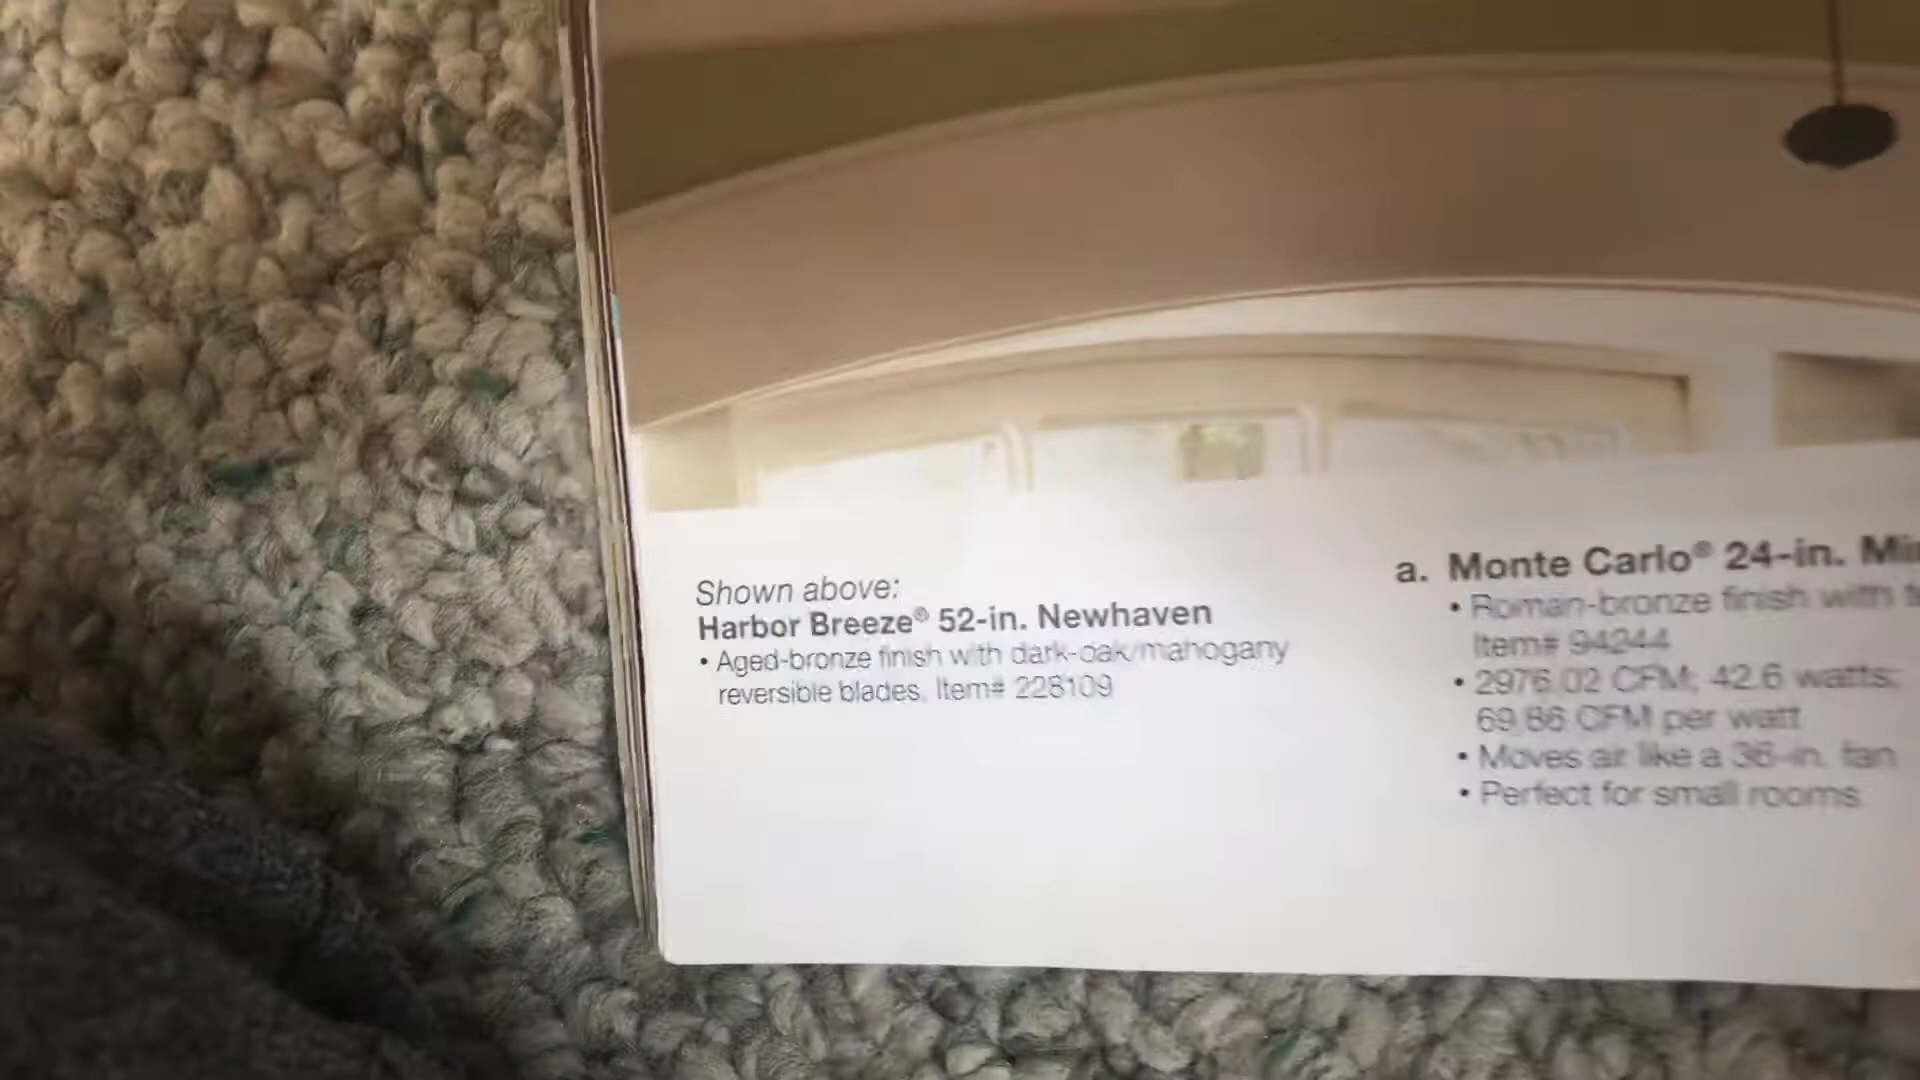 Shown above:
Harbor Breeze® 52-in. Newhaven
• Aged-bronze finish with dark-oak/mahogany
reversible blades. Item# 228109
a. Monte Carlo® 24-in.
• Roman-bronze finish with
Item# 94244
• 2976.02 CFM; 42.6 watts;
69.86 CFM per watt
• Moves air like a 36-in. fan
• Perfect for small rooms